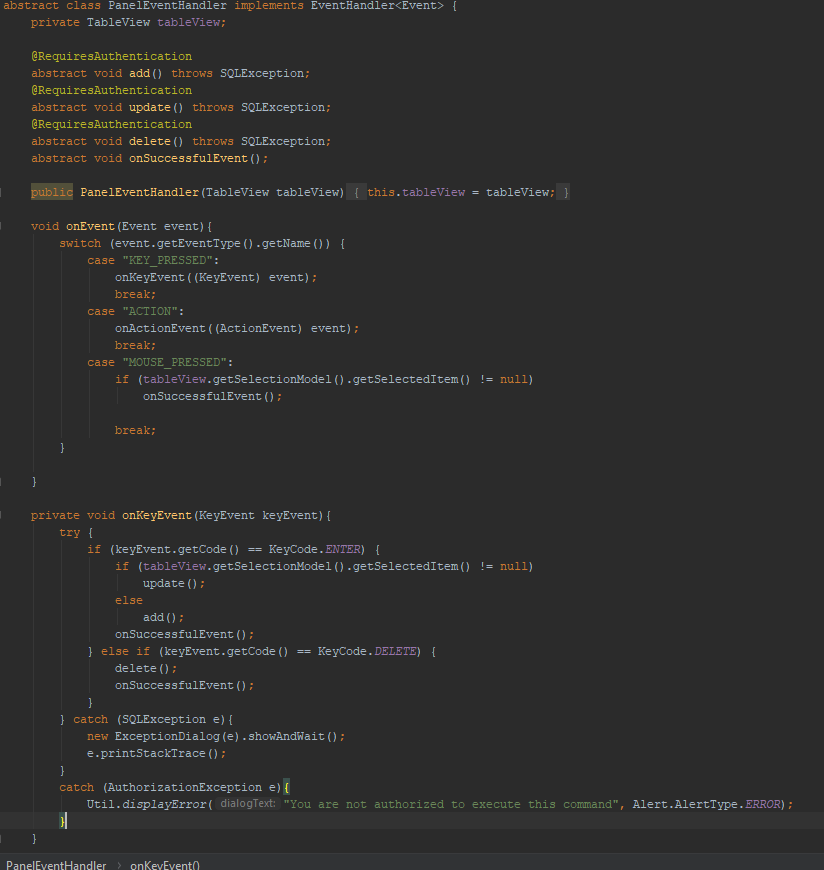 abstract class PanelEventHandler implements EventHandler<Event> {
    private TableView tableView;
    @RequiresAuthentication
    abstract void add() throws SQLException;
    @RequiresAuthentication
    abstract void update() throws SQLException;
    @RequiresAuthentication
    abstract void delete() throws SQLException;
    abstract void onSuccessfulEvent();
    public PanelEventHandler(TableView tableView) { this.tableView = tableView; }
    void onEvent(Event event){
        switch (event.getEventType().getName()) {
            case "KEY_PRESSED":
                onKeyEvent((KeyEvent) event);
                break;
            case "ACTION":
                onActionEvent((ActionEvent) event);
                break;
            case "MOUSE_PRESSED":
                if (tableView.getSelectionModel().getSelectedItem() != null)
                    onSuccessfulEvent();
                break;
        }
    }
    private void onKeyEvent(KeyEvent keyEvent){
        try {
            if (keyEvent.getCode() == KeyCode.ENTER) {
                if (tableView.getSelectionModel().getSelectedItem() != null)
                    update();
                else
                    add();
                onSuccessfulEvent();
            } else if (keyEvent.getCode() == KeyCode.DELETE) {
                delete();
                onSuccessfulEvent();
            }
        } catch (SQLException e){
            new ExceptionDialog(e).showAndWait();
            e.printStackTrace();
        }
        catch (AuthorizationException e){
            Util.displayError( dialogText: "You are not authorized to execute this command", Alert.AlertType.ERROR);
        }
    }
PanelEventHandler > onKeyEvent()